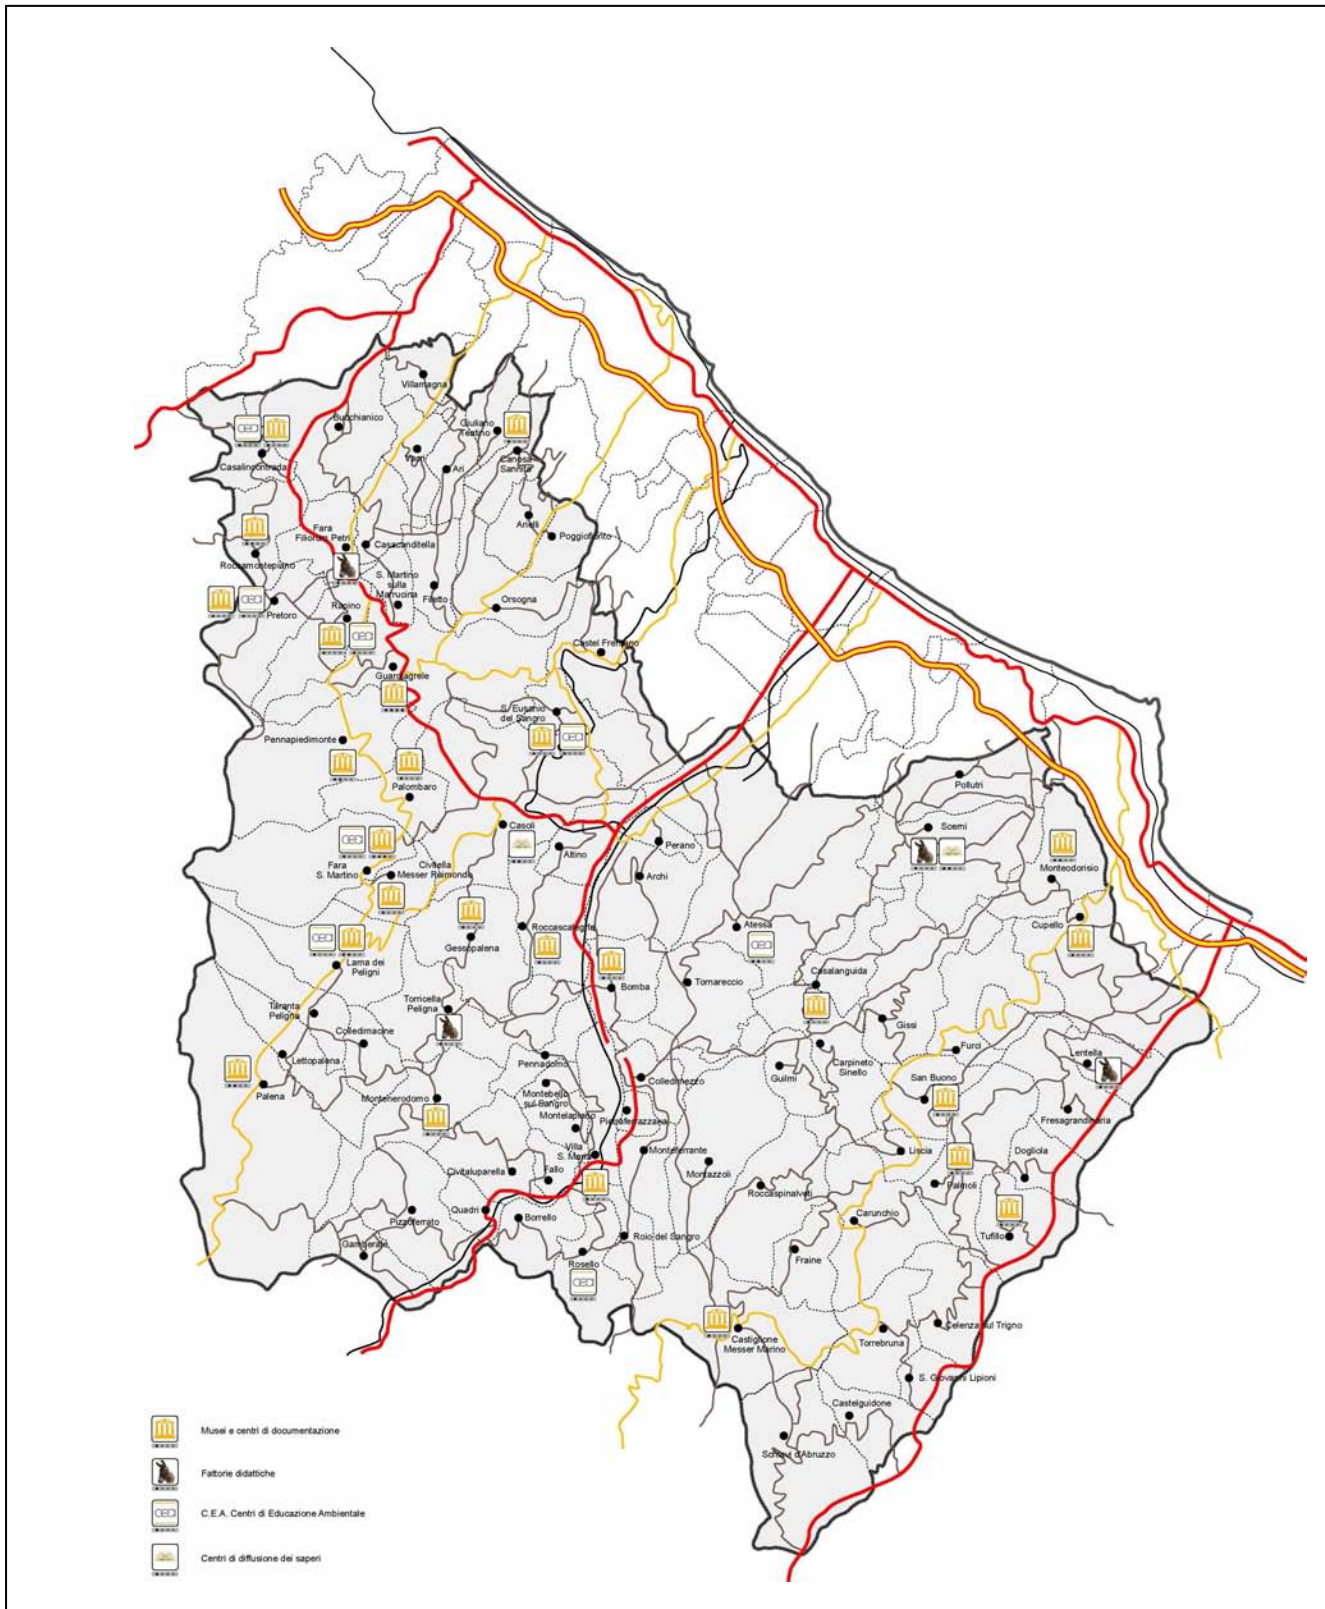 Villamagna
Bucchianico
Giuliano
Teatino
Vacri
Canosa
Sannita
Casalincontrada
Ari
Arielli
Fara
Filiorum Petri
Poggiofiorito
Casacanditella
Roccamontepiano
S. Martino
sulla
Marrucina
Filetto
Rapino
Orsogna
Pretoro
Castel Frentano
Guardiagrele
S. Eusanio
del Sangro
Pennapiedimonte
Pollutri
Palombaro
Casoli
Scerni
Altino
Perano
Monteodorisio
Fara
S. Martino
Civitella
Messer Raimondo
Archi
Cupello
Roccascalegna
Atessa
Gessopalena
Lama dei
Peligni
Casalanguida
Tornareccio
Bomba
Torricella
Peligna
Taranta
Peligna
Gissi
Colledimacine
Furci
Lentella
Lettopalena
Pennadomo
Carpineto
Sinello
Guilmi
Colledimezzo
San Buono
Palena
Montenerodomo
Montebello
sul Sangro
Montelapiano
Pietraferrazzana
Fresagrandinaria
Villa
S. Maria
Monteferrante
Liscia
Dogliola
Civitaluparella
Fallo
Montazzoli
Roccaspinalveti
Palmoli
Quadri
Pizzoferrato
Borrello
Carunchio
Gamberale
Roio del Sangro
Tufillo
Rosello
Fraine
cea
Castiglione
Messer Marino
Torrebruna
Celenza sul Trigno
S. Giovanni Lipioni
Castelguidone
Schiavi d'Abruzzo
Musei e centri di documentazione
Fattorie didattiche
cea
C.E.A. Centri di Educazione Ambientale
Centri di diffusione dei saperi